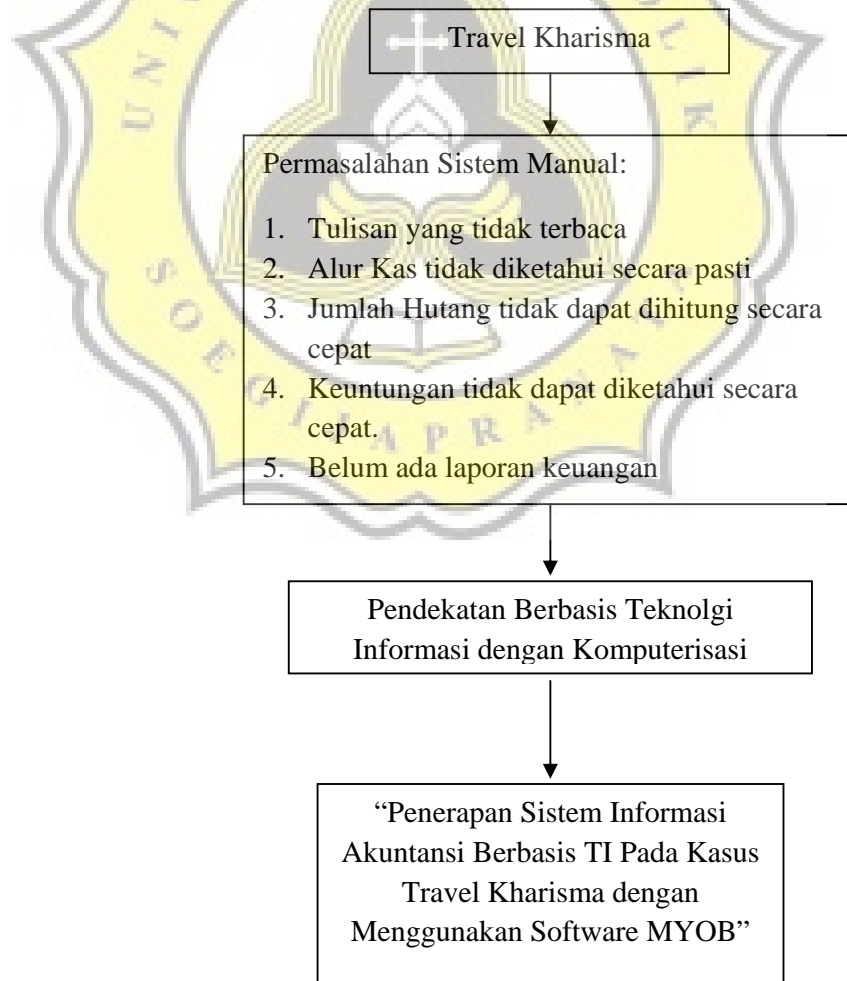 Travel Kharisma
Permasalahan Sistem Manual:
1. Tulisan yang tidak terbaca
2. Alur Kas tidak diketahui secara pasti
3. Jumlah Hutang tidak dapat dihitung secara
cepat
4. Keuntungan tidak dapat diketahui secara
cepat.
5. Belum ada laporan keuangan
Pendekatan Berbasis Teknolgi
Informasi dengan Komputerisasi
“Penerapan Sistem Informasi
Akuntansi Berbasis TI Pada Kasus
Travel Kharisma dengan
Menggunakan Software MYOB”
SOEGIJAPRANATA